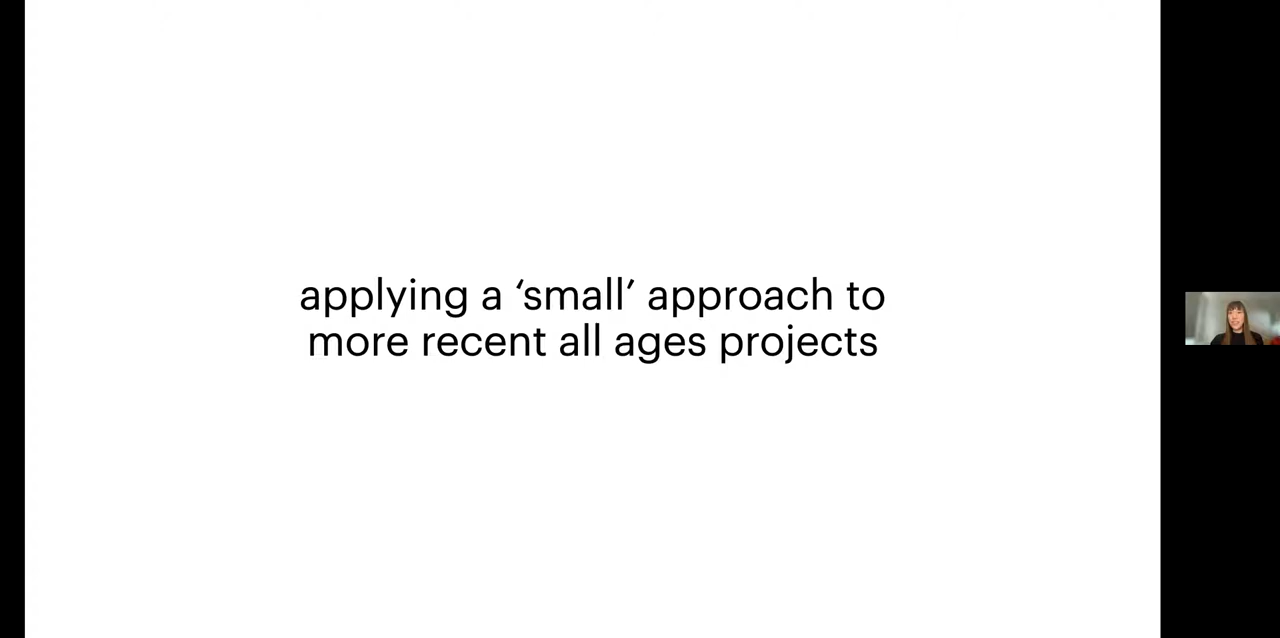 applying a ‘small’ approach to
more recent all ages projects